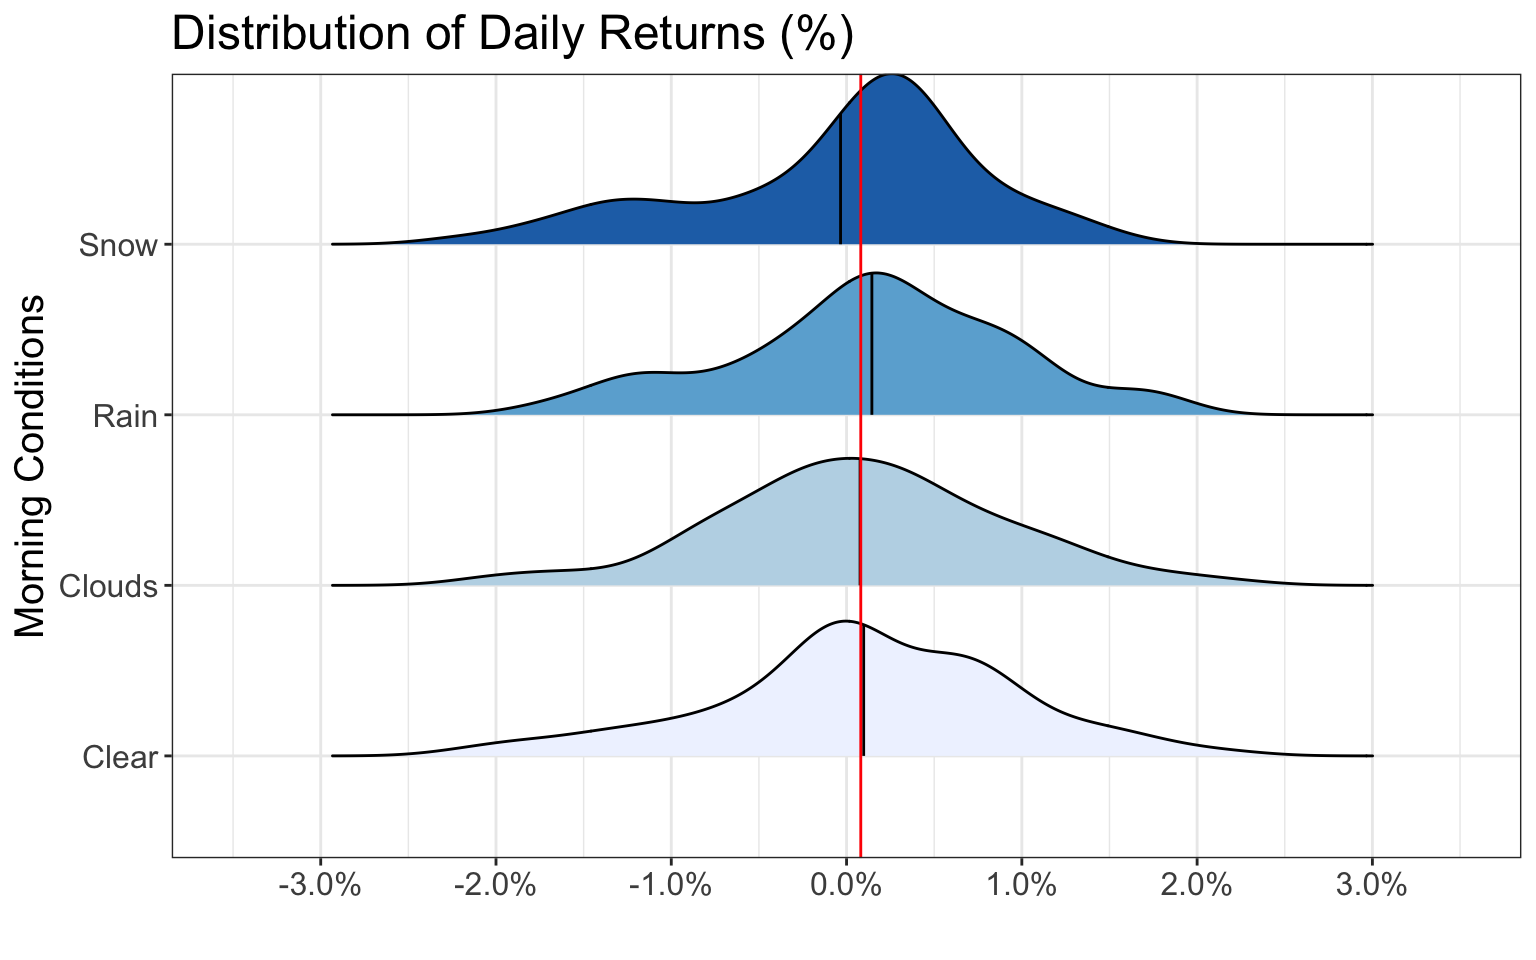 Distribution of Daily Returns (%)
Morning Conditions
Snow
Rain
Clouds
Clear
-3.0%
-2.0%
-1.0%
0.0%
1.0%
2.0%
3.0%